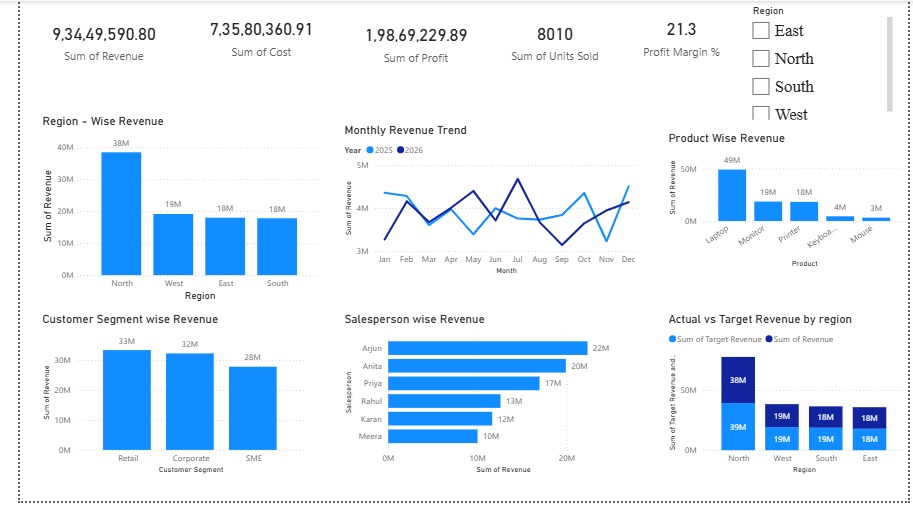 9,34,49,590.80
Sum of Revenue
7,35,80,360.91
Sum of Cost
1,98,69,229.89
Sum of Profit
8010
Sum of Units Sold
21.3
Profit Margin %
Region
East
North
South
West
Region - Wise Revenue
Sum of Revenue
40M
30M
20M
10M
0M
38M
19M
18M
18M
North
West
East
South
Region
Monthly Revenue Trend
Year 2025 2026
Sum of Revenue
5M
4M
3M
Jan Feb Mar Apr May Jun Jul Aug Sep Oct Nov Dec
Month
Product Wise Revenue
Sum of Revenue
50M
0M
49M
19M
18M
4M
3M
Laptop
Monitor
Printer
Keyboa...
Mouse
Product
Customer Segment wise Revenue
Sum of Revenue
30M
20M
10M
0M
33M
32M
28M
Retail
Corporate
SME
Customer Segment
Salesperson wise Revenue
Salesperson
Arjun 22M
Anita 20M
Priya 17M
Rahul 13M
Karan 12M
Meera 10M
0M 10M 20M
Sum of Revenue
Actual vs Target Revenue by region
Sum of Target Revenue Sum of Revenue
Sum of Target Revenue and...
50M
0M
38M
39M
19M
19M
18M
19M
18M
18M
North
West
South
East
Region